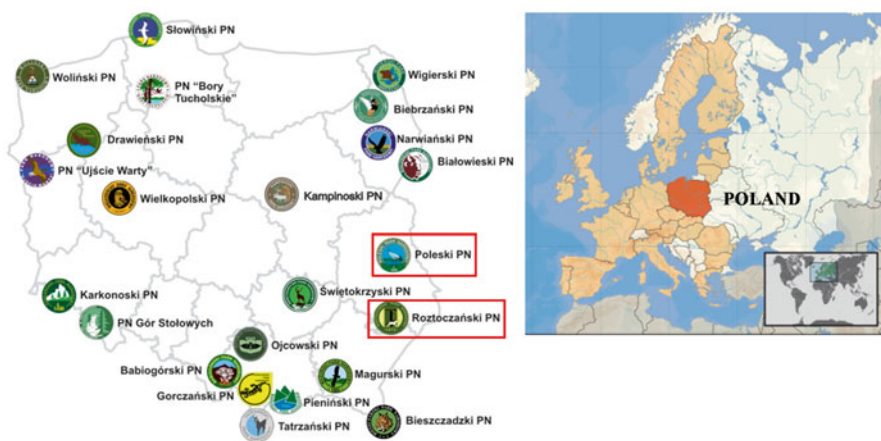 Słowiński PN
Woliński PN
PN "Bory
Tucholskie"
Wigierski PN
Biebrzański PN
Drawieński PN
Narwiański PN
Białowieski PN
PN "Ujście Warty"
Wielkopolski PN
Kampinoski PN
Poleski PN
Karkonoski PN
Świętokrzyski PN
PN Gór Stołowych
Roztoczański PN
Ojcowski PN
Babiogórski PN
Magurski PN
Gorczański PN
Pieniński PN
Tatrzański PN
Bieszczadzki PN
POLAND